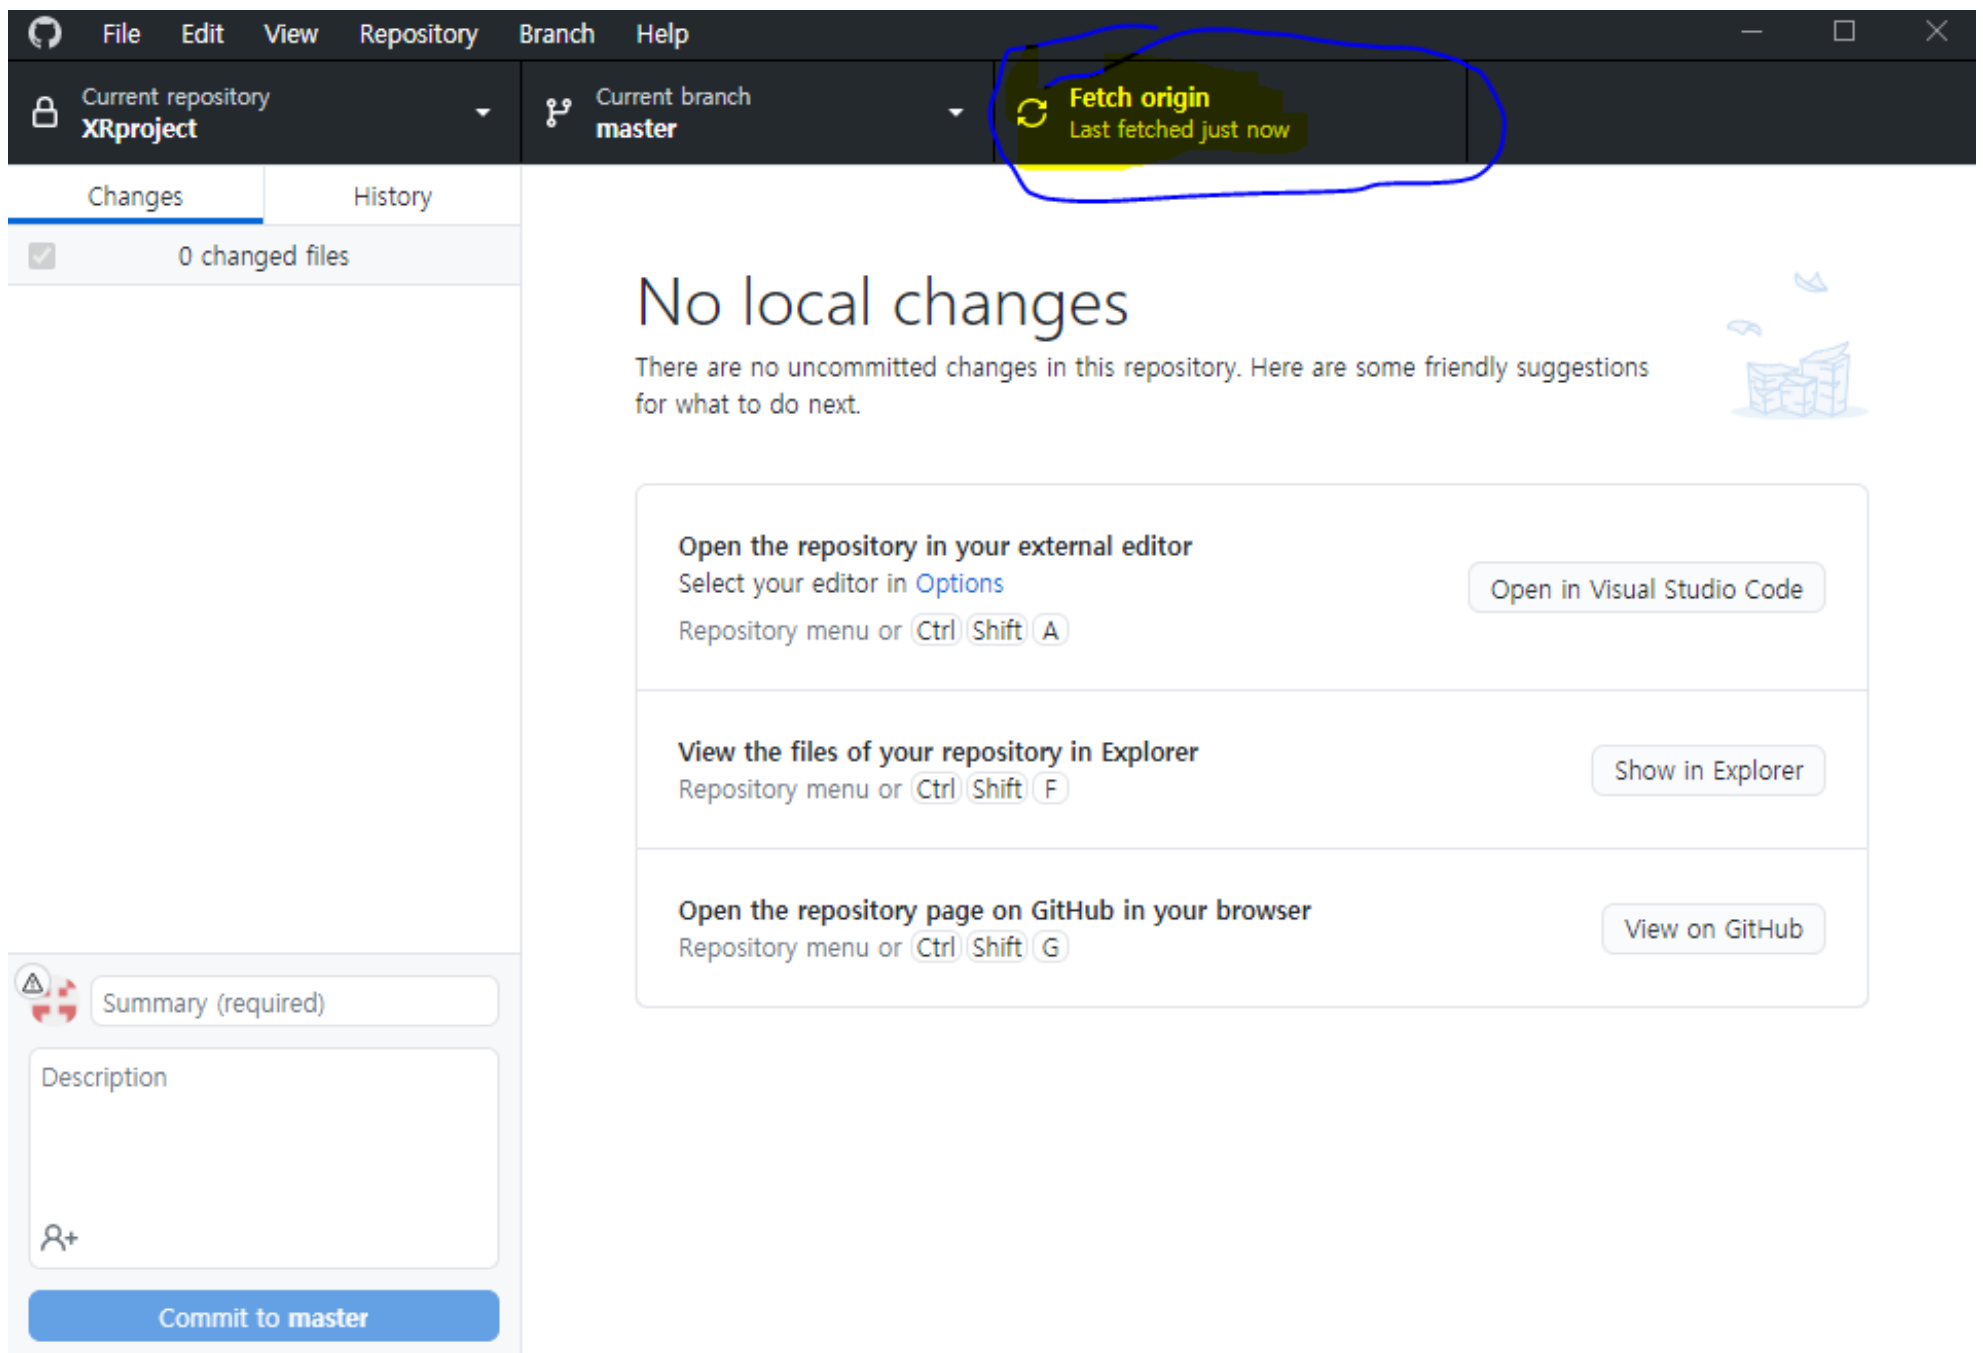 File Edit View Repository Branch Help
Current repository
XRproject
Current branch
master
Fetch origin
Last fetched just now
Changes
History
0 changed files
No local changes
There are no uncommitted changes in this repository. Here are some friendly suggestions
for what to do next.
Open the repository in your external editor
Select your editor in Options
Repository menu or Ctrl Shift A
Open in Visual Studio Code
View the files of your repository in Explorer
Repository menu or Ctrl Shift F
Show in Explorer
Open the repository page on GitHub in your browser
Repository menu or Ctrl Shift G
View on GitHub
Summary (required)
Description
Commit to master